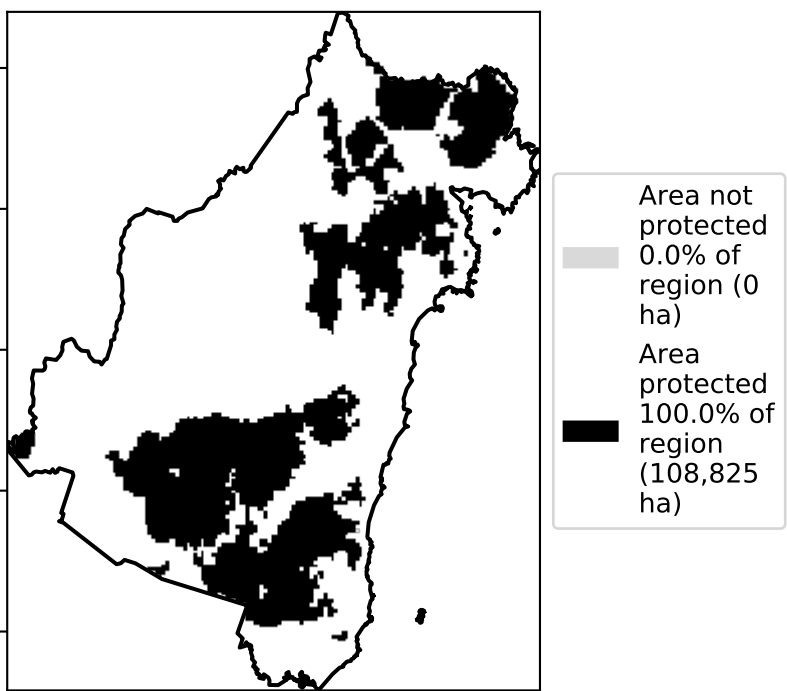 Area not
protected
0.0% of
region (0
ha)
Area
protected
100.0% of
region
(108,825
ha)